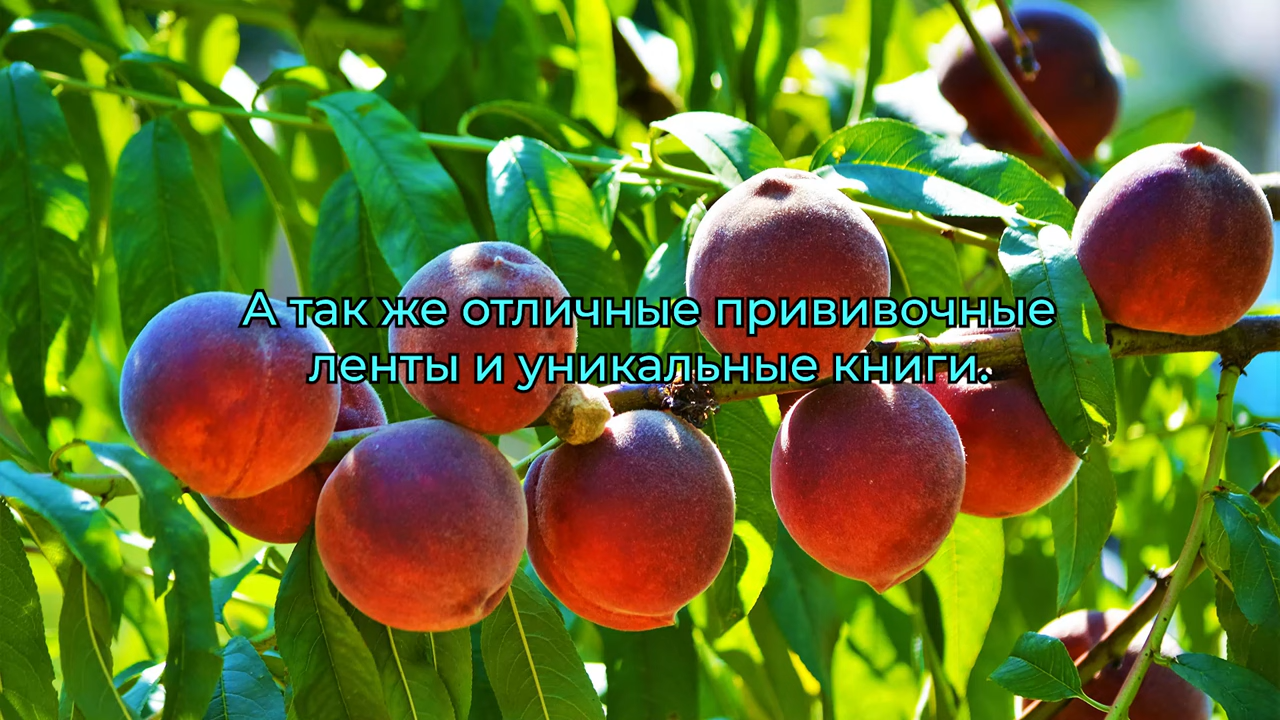 А так же отличные прививочные
ленты и уникальные книги.